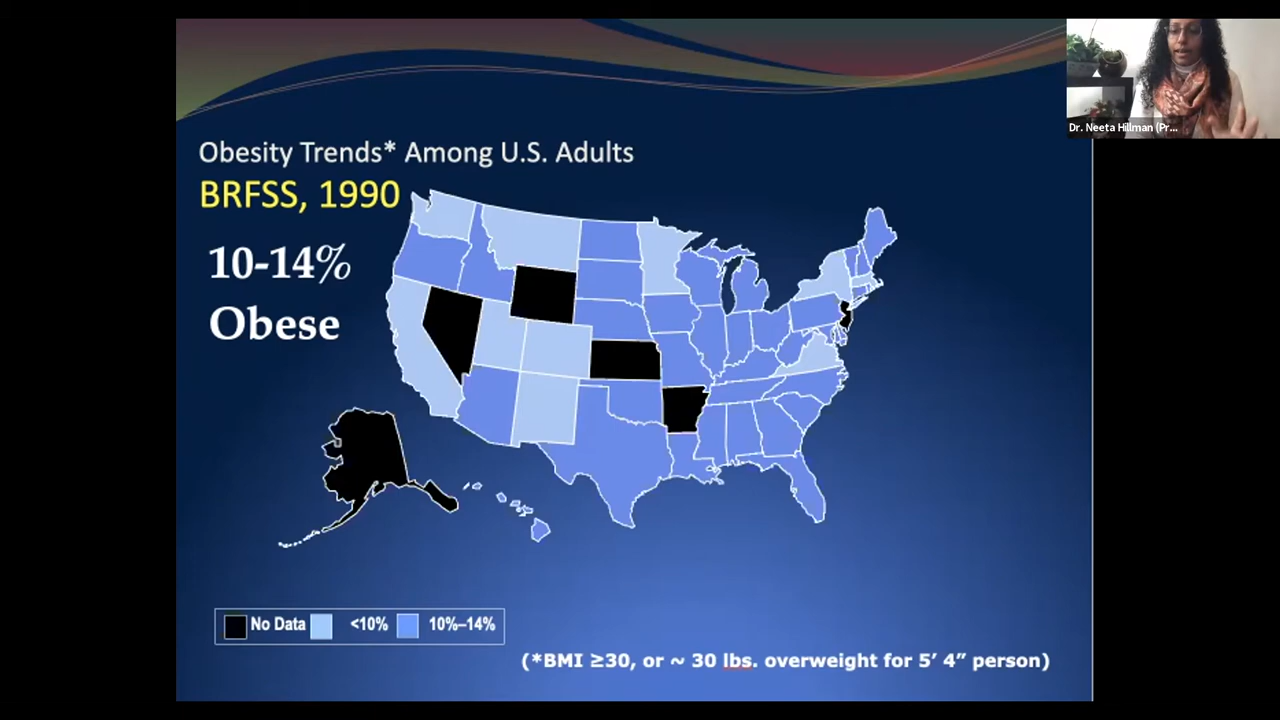 Dr. Neeta Hillman (Pr...
Obesity Trends* Among U.S. Adults
BRFSS, 1990
10-14%
Obese
No Data <10% 10%–14%
(*BMI ≥30, or ~ 30 lbs. overweight for 5’ 4” person)